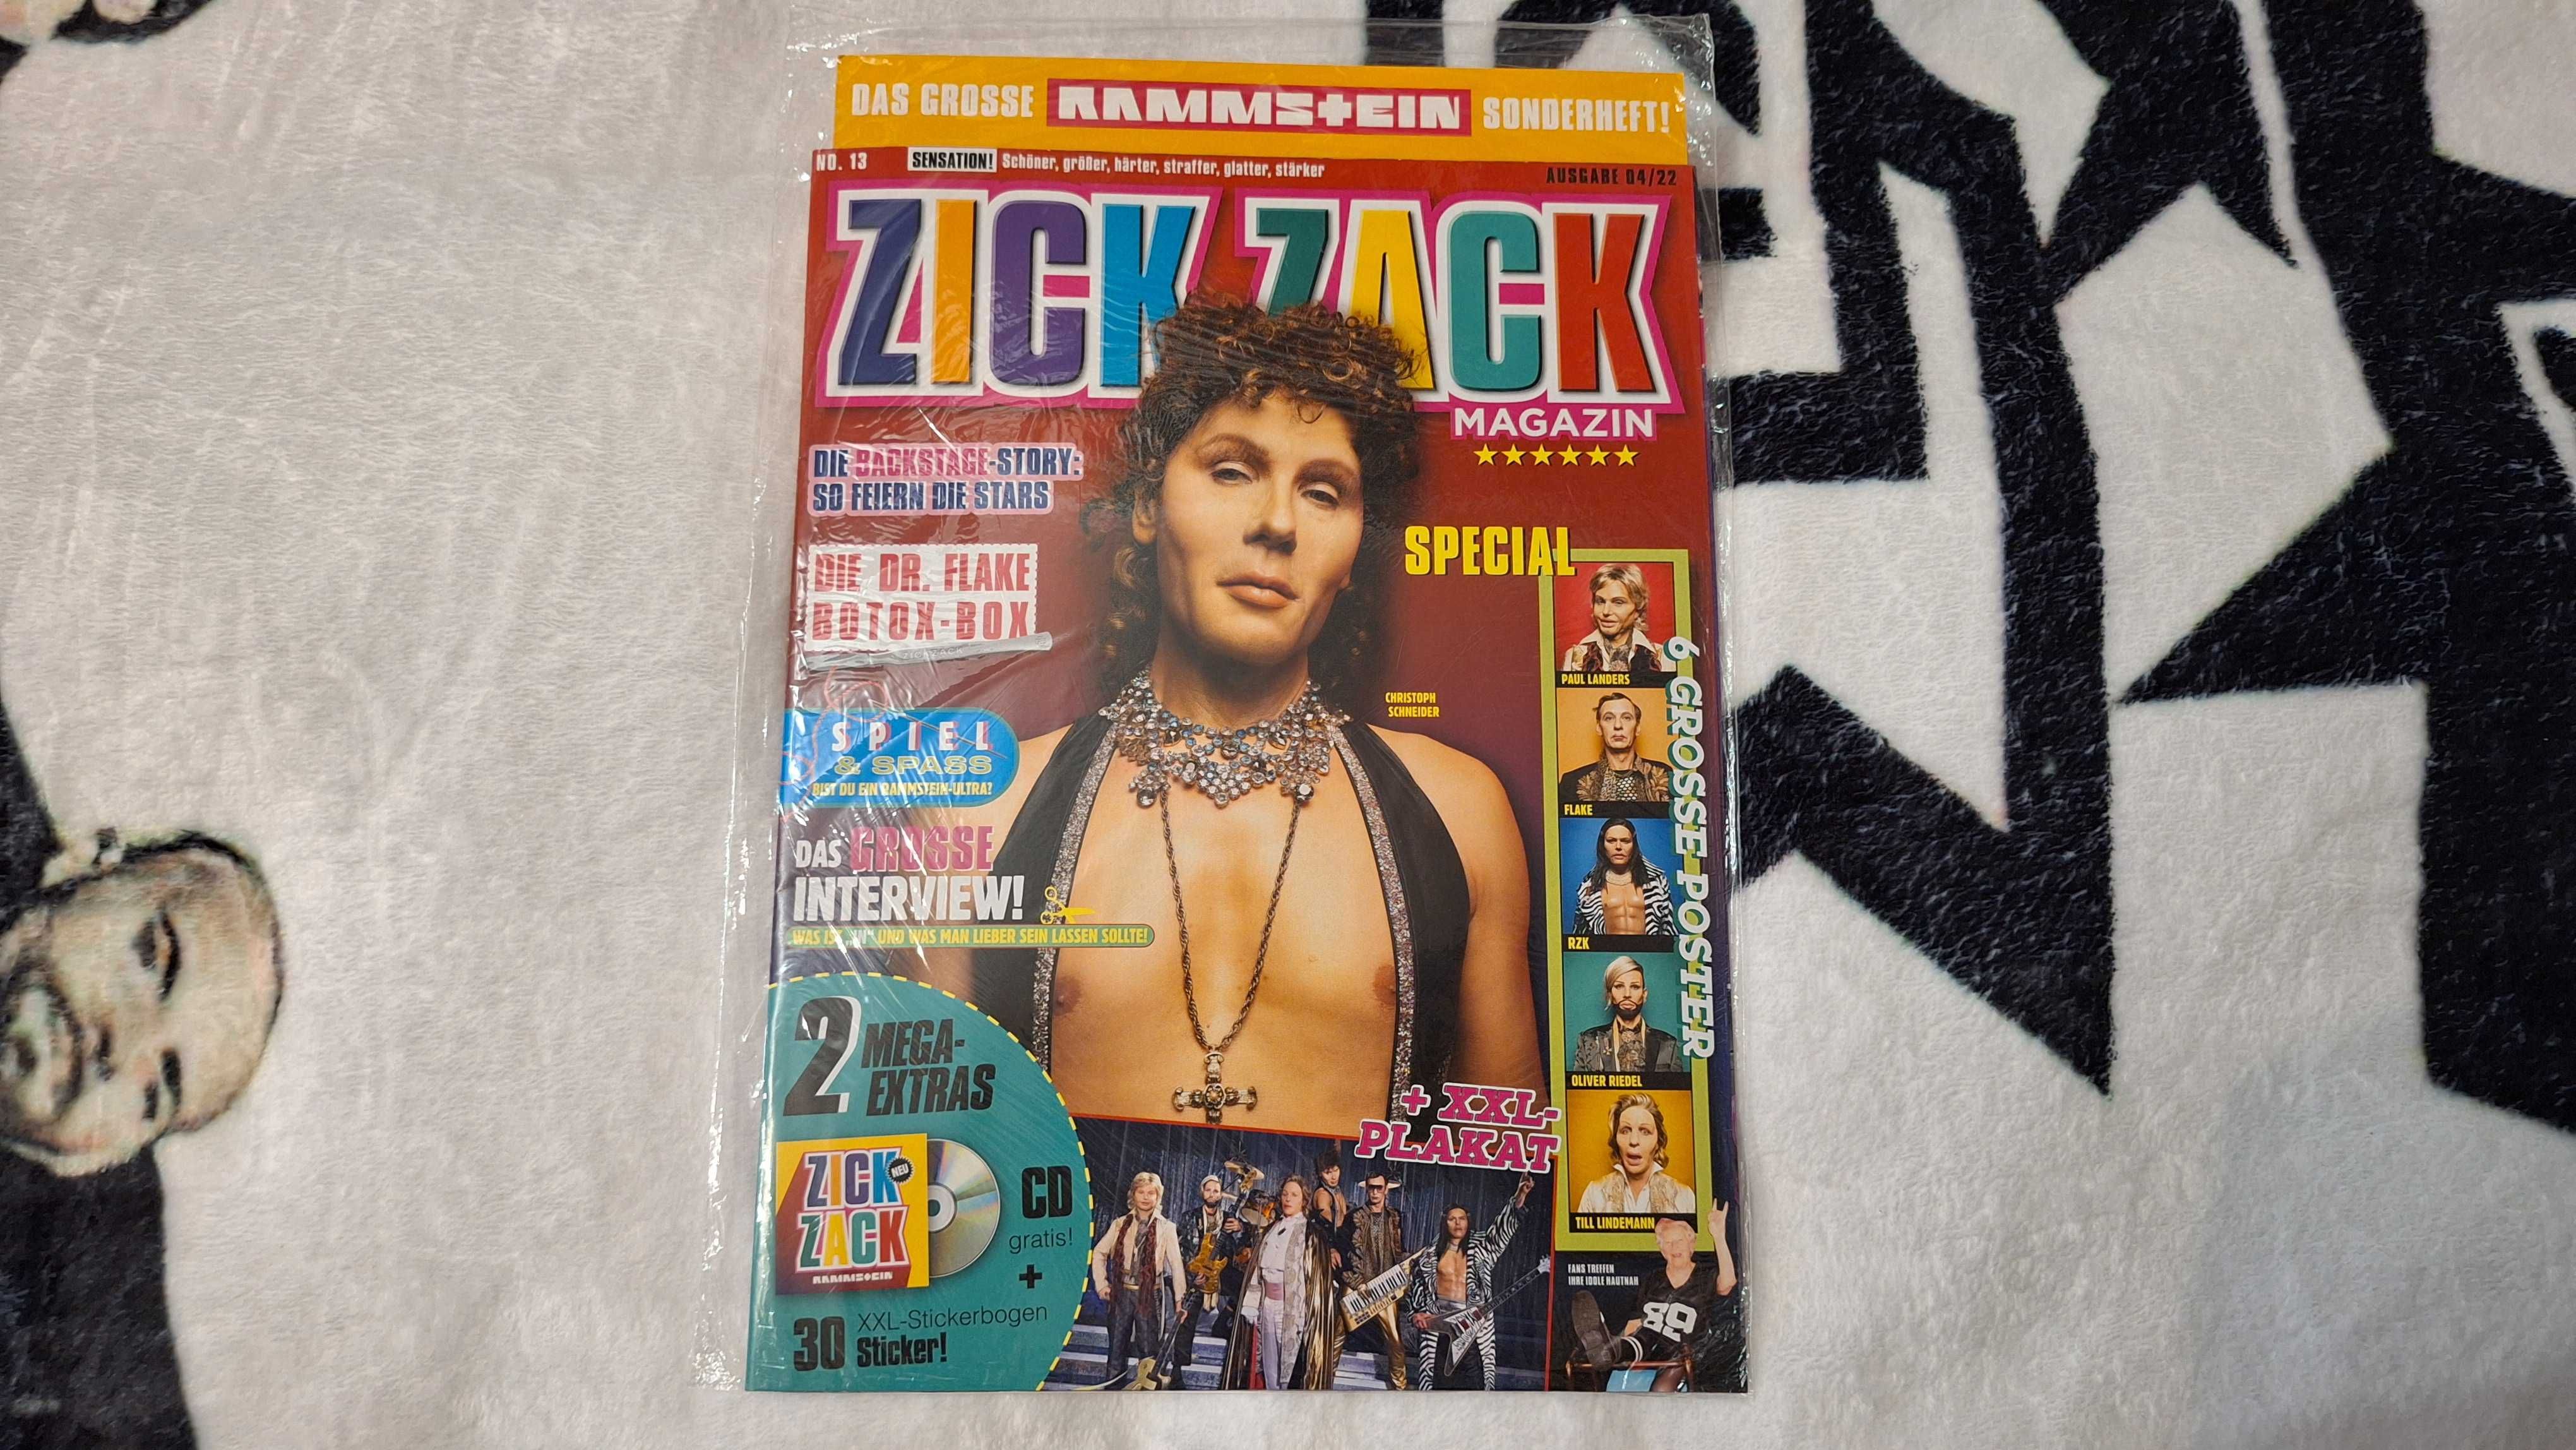 DAS GROSSE RAMMSTEIN SONDERHEFT!
NO. 13 SENSATION! Schöner, größer, härter, straffer, glatter, stärker
AUSGABE 04/22
ZICK ZACK
MAGAZIN
DIE BACKSTAGE-STORY:
SO FEIERN DIE STARS
DIE DR. FLAKE
BOTOX-BOX
SPIEL
& SPASS
BIST DU EIN RAMMSTEIN-ULTRA?
DAS GROSSE
INTERVIEW!
WAS IST „IN" UND WAS MAN LIEBER SEIN LASSEN SOLLTE!
CHRISTOPH
SCHNEIDER
SPECIAL
PAUL LANDERS
FLAKE
RZK
OLIVER RIEDEL
TILL LINDEMANN
6 GROSSE POSTER
+ XXL-
PLAKAT
FANS TREFFEN
IHRE IDOLE HAUTNAH
89
2 MEGA-
EXTRAS
ZICK
ZACK
NEU
RAMMSTEIN
CD
gratis!
+
30 XXL-Stickerbogen
Sticker!